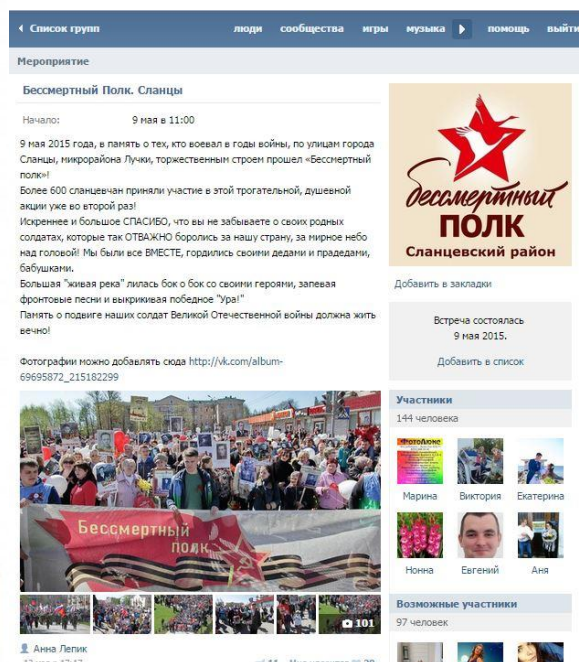 Список групп
люди сообщества игры музыка помощь выйти
Мероприятие
Бессмертный Полк. Сланцы
Начало: 9 мая в 11:00
9 мая 2015 года, в память о тех, кто воевал в годы войны, по улицам города
Сланцы, микрорайона Лучки, торжественным строем прошел «Бессмертный
полк»!
Более 600 сланцевчан приняли участие в этой трогательной, душевной
акции уже во второй раз!
Искреннее и большое СПАСИБО, что вы не забываете о своих родных
солдатах, которые так ОТВАЖНО боролись за нашу страну, за мирное небо
над головой! Мы были все ВМЕСТЕ, гордились своими дедами и прадедами,
бабушками.
Большая "живая река" лилась бок о бок со своими героями, запевая
фронтовые песни и выкрикивая победное "Ура!"
Память о подвиге наших солдат Великой Отечественной войны должна жить
вечно!
Фотографии можно добавлять сюда http://vk.com/album-
69695872_215182299
Бессмертный
полк
101
Анна Лепик
бессмертный
ПОЛК
Сланцевский район
Добавить в закладки
Встреча состоялась
9 мая 2015.
Добавить в список
Участники
144 человека
ФотоЛюкс
Марина Виктория Екатерина
Нонна Евгений Аня
Возможные участники
97 человек